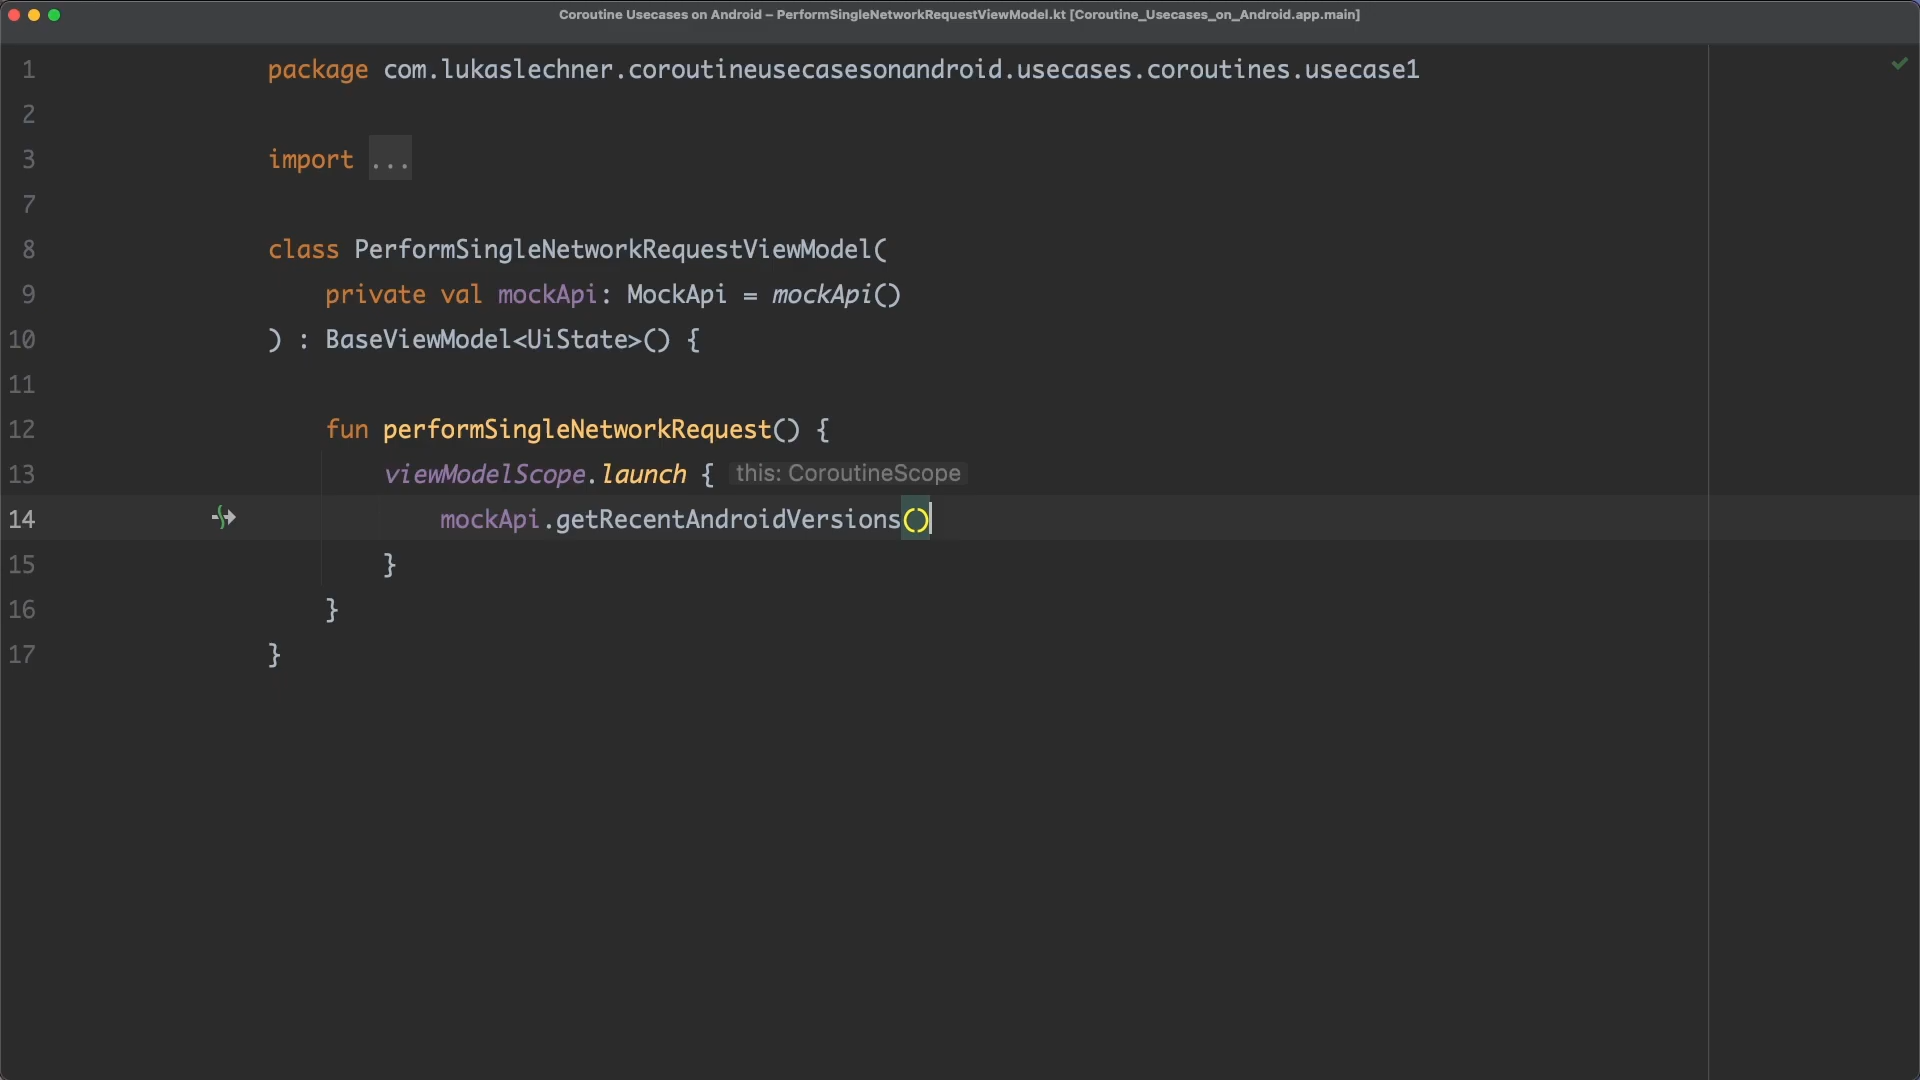 Coroutine Usecases on Android – PerformSingleNetworkRequestViewModel.kt [Coroutine_Usecases_on_Android.app.main]
1 package com.lukaslechner.coroutineusecasesonandroid.usecases.coroutines.usecase1
2
3 import ...
7
8 class PerformSingleNetworkRequestViewModel(
9 private val mockApi: MockApi = mockApi()
10 ) : BaseViewModel<UiState>() {
11
12 fun performSingleNetworkRequest() {
13 viewModelScope.launch { this: CoroutineScope
14 mockApi.getRecentAndroidVersions()
15 }
16 }
17 }